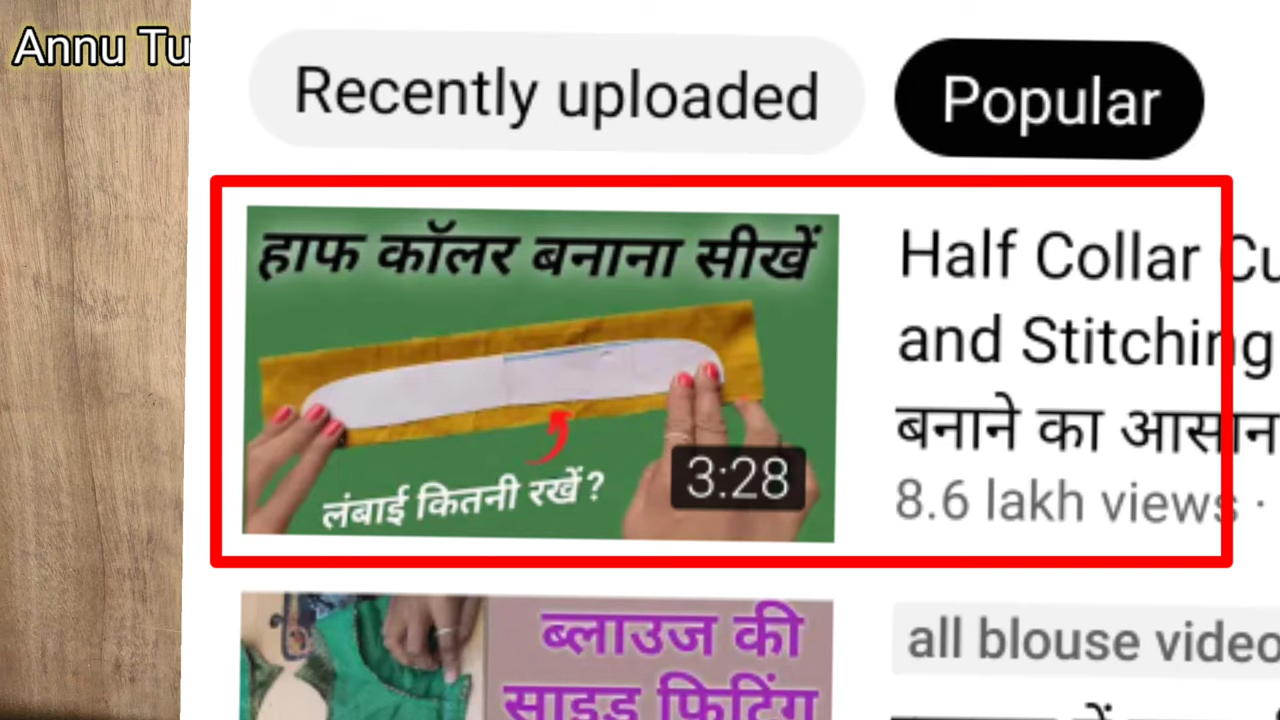 Annu Tu
Recently uploaded
Popular
हाफ कॉलर बनाना सीखें
लंबाई कितनी रखें?
3:28
Half Collar Cu
and Stitching
बनाने का आसान
8.6 lakh views ·
ब्लाउज की
साइड फिटिंग
all blouse video